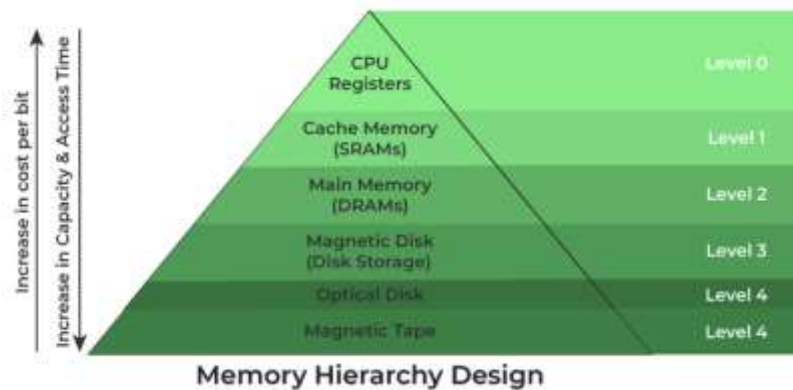 Increase in cost per bit
Increase in Capacity & Access Time
CPU
Registers
Level 0
Cache Memory
(SRAMs)
Level 1
Main Memory
(DRAMs)
Level 2
Magnetic Disk
(Disk Storage)
Level 3
Optical Disk
Level 4
Magnetic Tape
Level 4
Memory Hierarchy Design